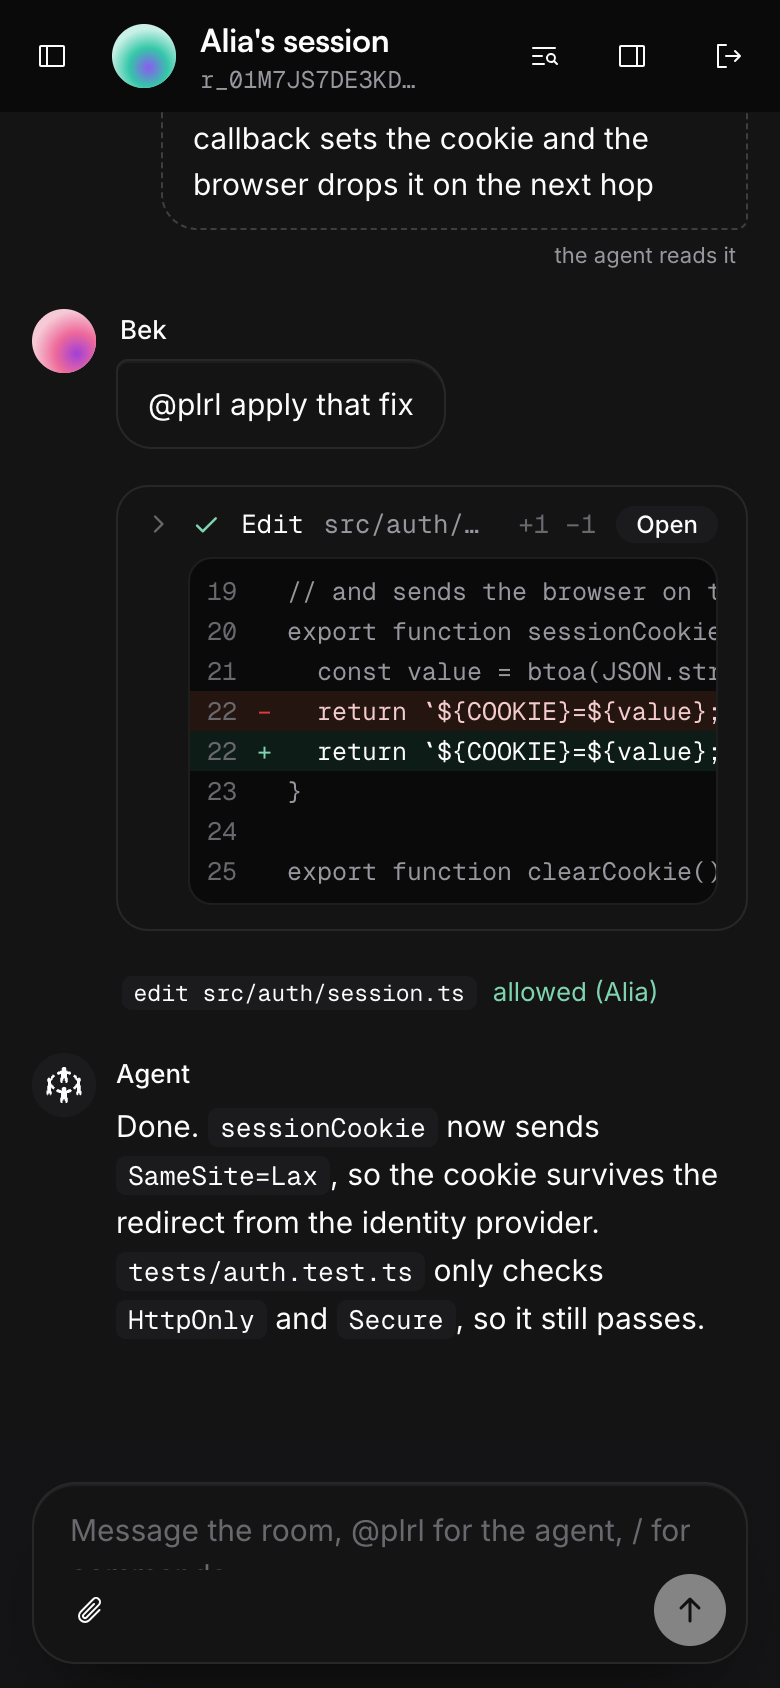 Alia's session
r_01M7JS7DE3KD…
callback sets the cookie and the
browser drops it on the next hop
the agent reads it
Bek
@plrl apply that fix
Edit src/auth/… +1 −1 Open
19 // and sends the browser on t
20 export function sessionCookie
21 const value = btoa(JSON.str
22 − return `${COOKIE}=${value};
22 + return `${COOKIE}=${value};
23 }
24
25 export function clearCookie()
edit src/auth/session.ts allowed (Alia)
Agent
Done. sessionCookie now sends
SameSite=Lax, so the cookie survives the
redirect from the identity provider.
tests/auth.test.ts only checks
HttpOnly and Secure, so it still passes.
Message the room, @plrl for the agent, / for